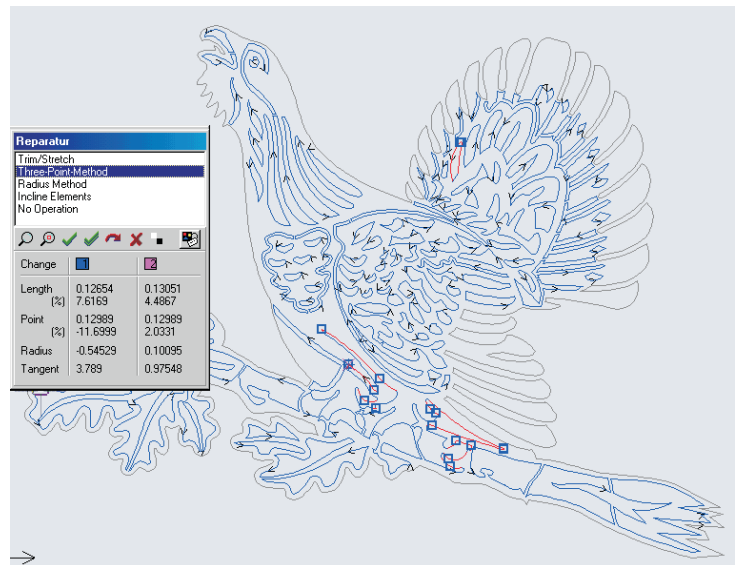 Reparatur
Trim/Stretch
Three-Point-Method
Radius Method
Incline Elements
No Operation
Change 1 2
Length 0.12654 0.13051
(%) 7.6169 4.4867
Point 0.12989 0.12989
(%) -11.6999 2.0331
Radius -0.54529 0.10095
Tangent 3.789 0.97548